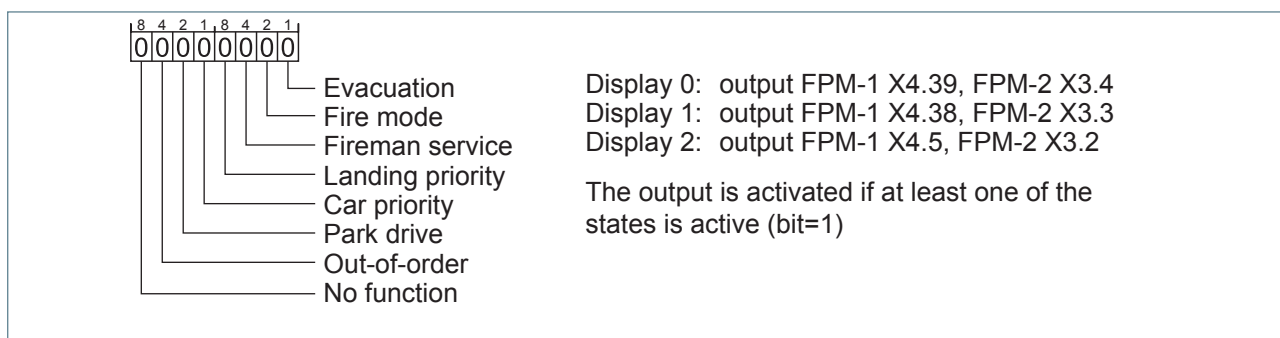 8 4 2 1 8 4 2 1
0 0 0 0 0 0 0 0
Evacuation
Fire mode
Fireman service
Landing priority
Car priority
Park drive
Out-of-order
No function
Display 0: output FPM-1 X4.39, FPM-2 X3.4
Display 1: output FPM-1 X4.38, FPM-2 X3.3
Display 2: output FPM-1 X4.5, FPM-2 X3.2
The output is activated if at least one of the
states is active (bit=1)